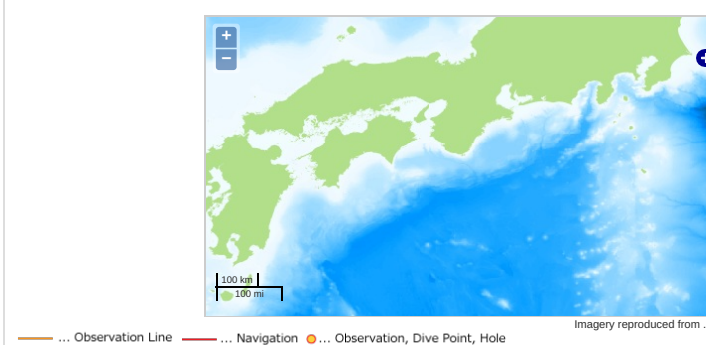 +
−
100 km
100 mi
Imagery reproduced from .
... Observation Line ... Navigation ... Observation, Dive Point, Hole